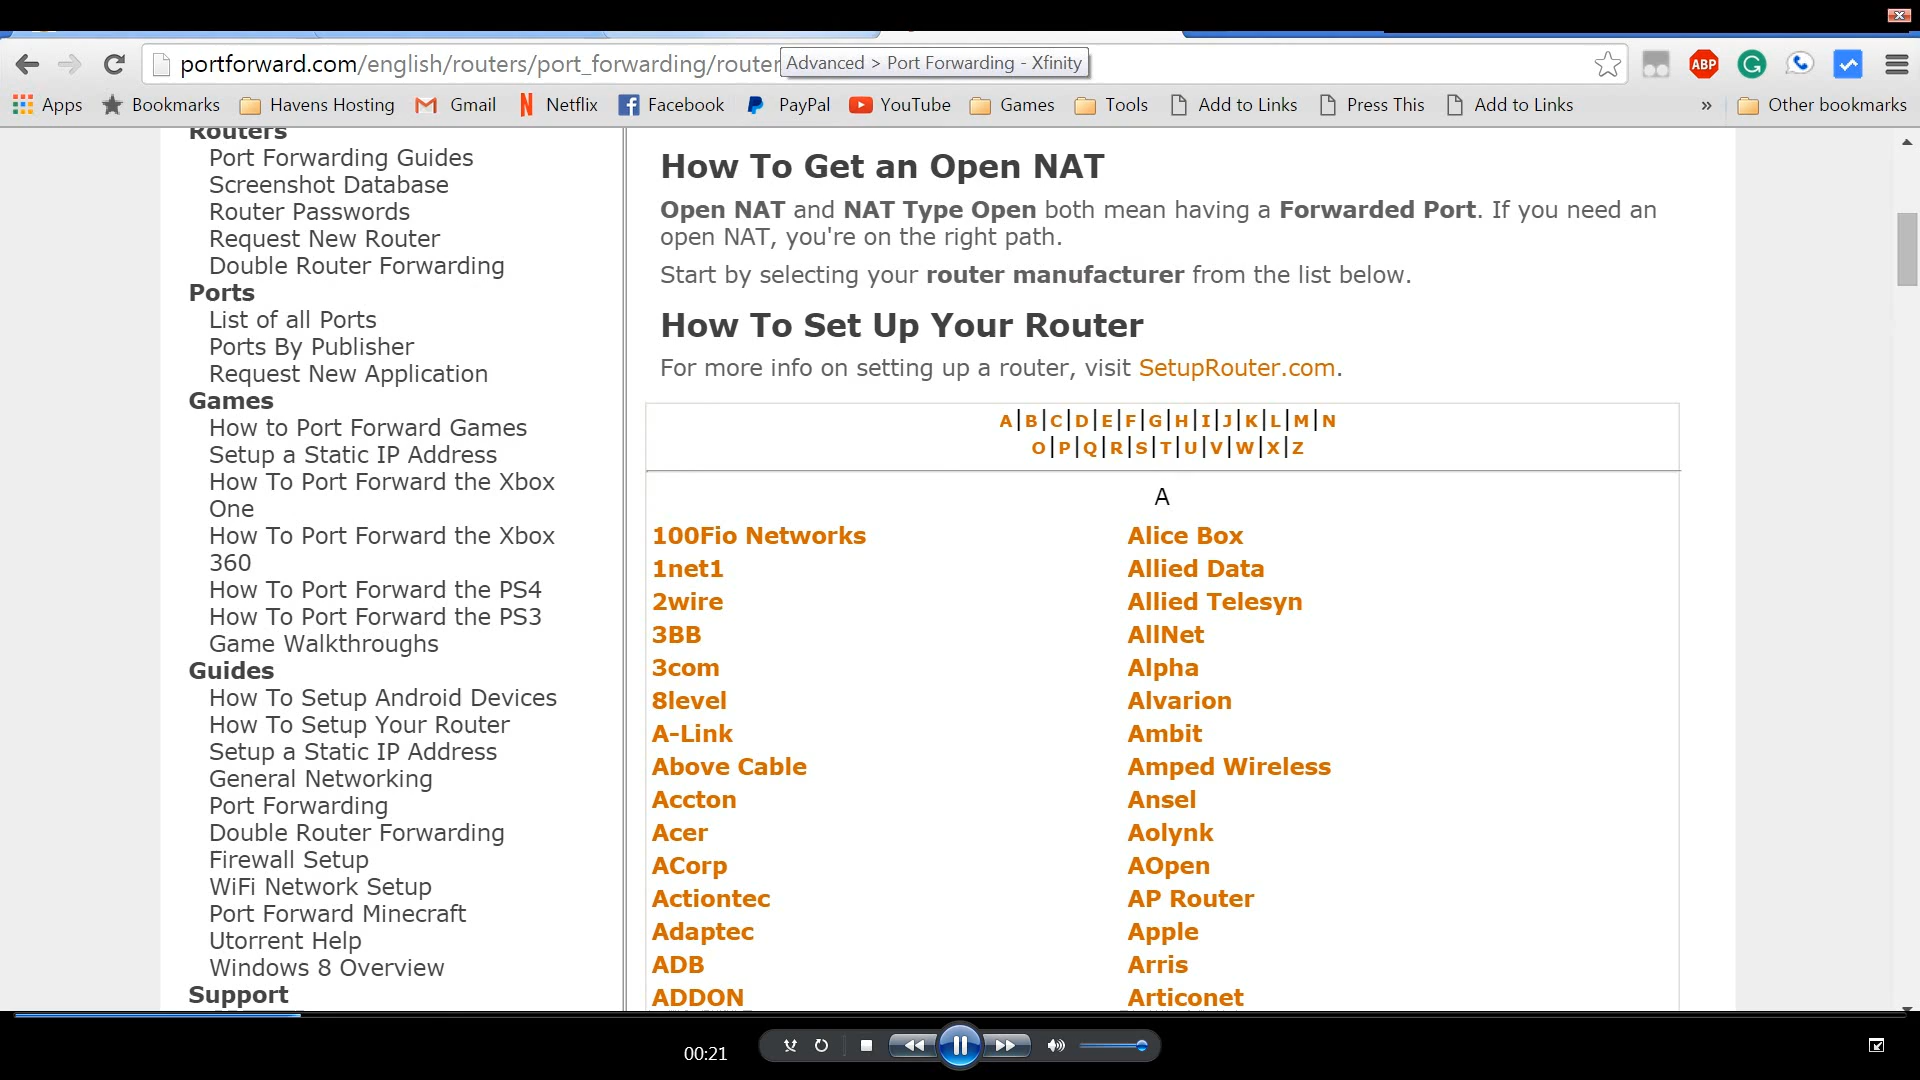 portforward.com/english/routers/port_forwarding/router
Advanced > Port Forwarding - Xfinity
ABP
Apps
Bookmarks
Havens Hosting
Gmail
Netflix
Facebook
PayPal
YouTube
Games
Tools
Add to Links
Press This
Add to Links
»
Other bookmarks
Routers
Port Forwarding Guides
Screenshot Database
Router Passwords
Request New Router
Double Router Forwarding
Ports
List of all Ports
Ports By Publisher
Request New Application
Games
How to Port Forward Games
Setup a Static IP Address
How To Port Forward the Xbox
One
How To Port Forward the Xbox
360
How To Port Forward the PS4
How To Port Forward the PS3
Game Walkthroughs
Guides
How To Setup Android Devices
How To Setup Your Router
Setup a Static IP Address
General Networking
Port Forwarding
Double Router Forwarding
Firewall Setup
WiFi Network Setup
Port Forward Minecraft
Utorrent Help
Windows 8 Overview
Support
How To Get an Open NAT
Open NAT and NAT Type Open both mean having a Forwarded Port. If you need an
open NAT, you're on the right path.
Start by selecting your router manufacturer from the list below.
How To Set Up Your Router
For more info on setting up a router, visit SetupRouter.com.
A|B|C|D|E|F|G|H|I|J|K|L|M|N
O|P|Q|R|S|T|U|V|W|X|Z
A
100Fio Networks
1net1
2wire
3BB
3com
8level
A-Link
Above Cable
Accton
Acer
ACorp
Actiontec
Adaptec
ADB
ADDON
Alice Box
Allied Data
Allied Telesyn
AllNet
Alpha
Alvarion
Ambit
Amped Wireless
Ansel
Aolynk
AOpen
AP Router
Apple
Arris
Articonet
00:21